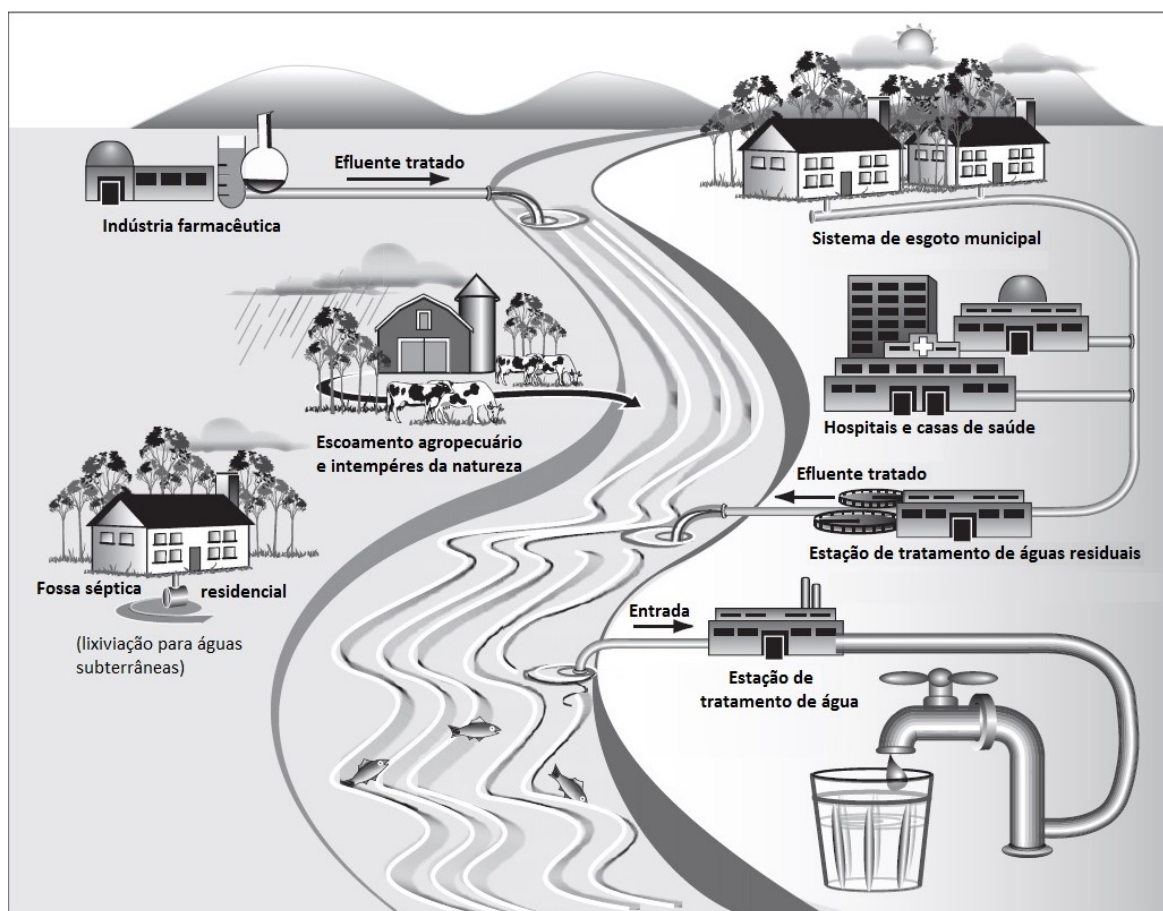 Efluente tratado
Indústria farmacêutica
Sistema de esgoto municipal
Escoamento agropecuário
e intempéres da natureza
Hospitais e casas de saúde
Efluente tratado
Estação de tratamento de águas residuais
Fossa séptica residencial
(lixiviação para águas
subterrâneas)
Entrada
Estação de
tratamento de água